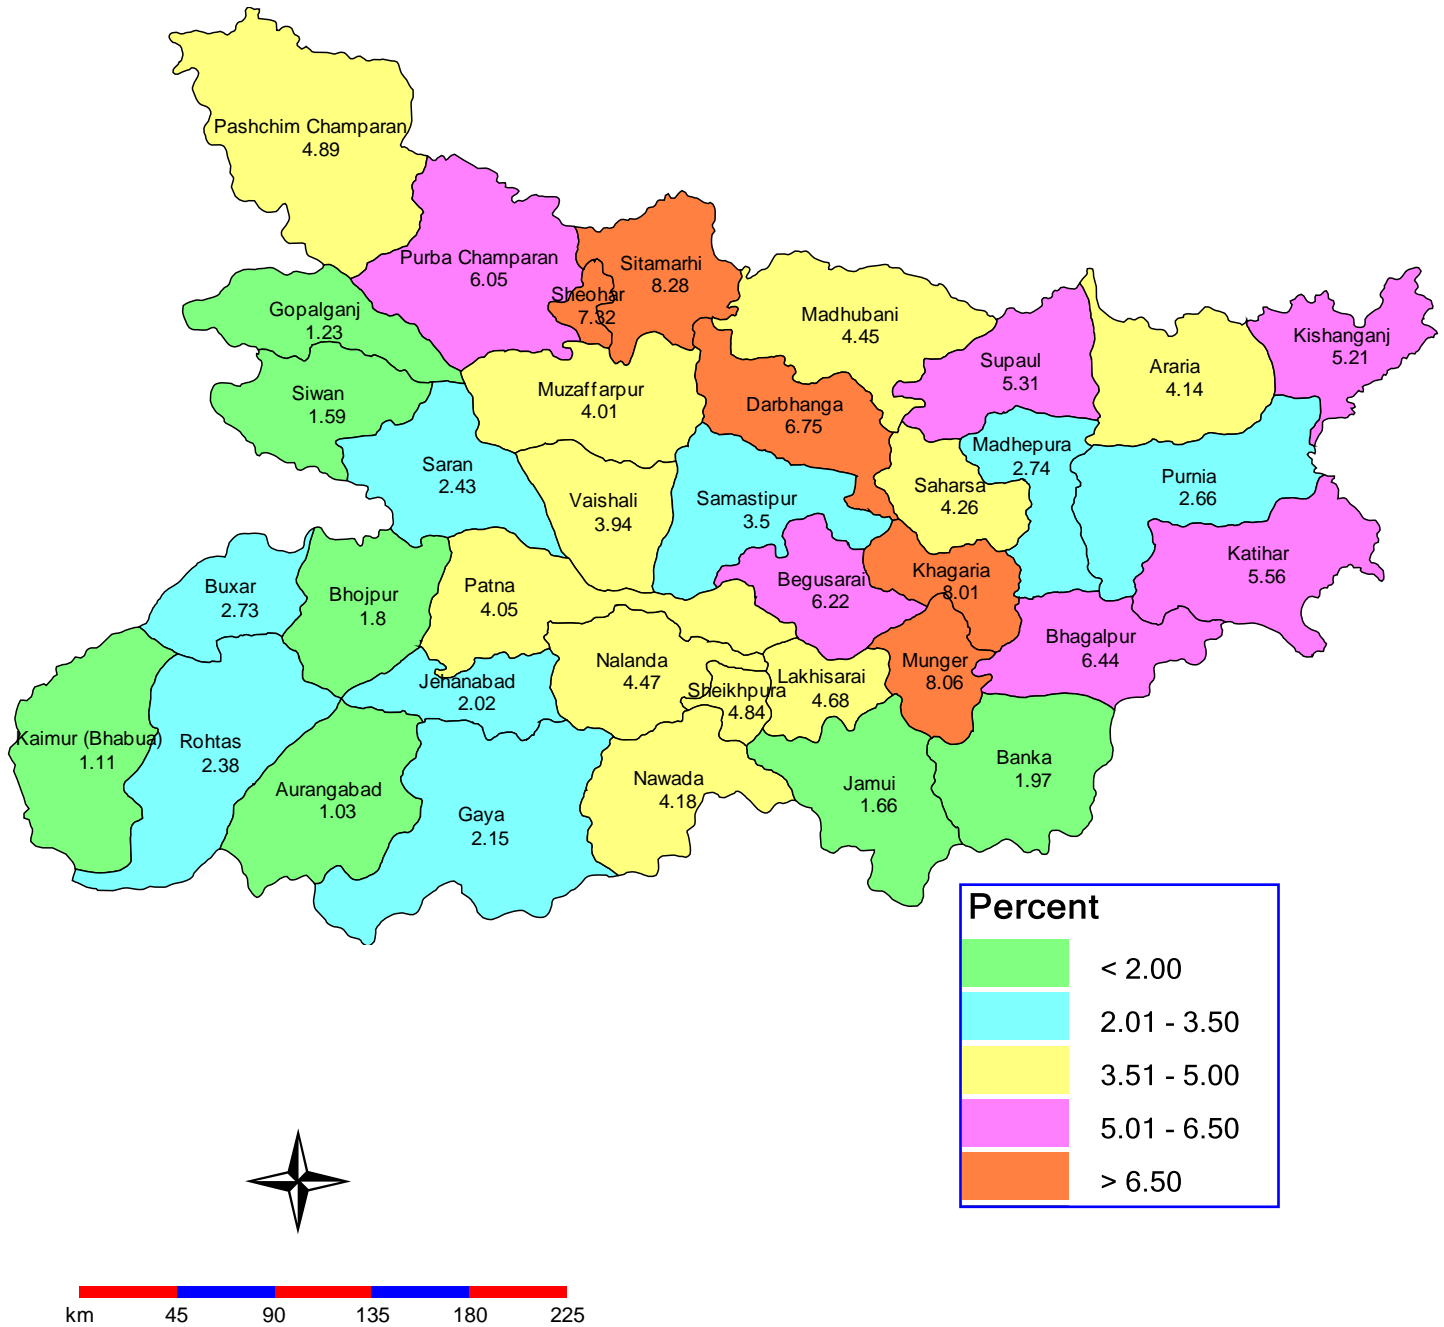 Pashchim Champaran
4.89
Purba Champaran
6.05
Sitamarhi
8.28
Sheohar
7.32
Gopalganj
1.23
Madhubani
4.45
Kishanganj
5.21
Supaul
5.31
Araria
4.14
Siwan
1.59
Muzaffarpur
4.01
Darbhanga
6.75
Madhepura
2.74
Saran
2.43
Vaishali
3.94
Samastipur
3.5
Saharsa
4.26
Purnia
2.66
Katihar
5.56
Buxar
2.73
Bhojpur
1.8
Patna
4.05
Begusarai
6.22
Khagaria
8.01
Bhagalpur
6.44
Nalanda
4.47
Jehanabad
2.02
Sheikhpura
4.84
Lakhisarai
4.68
Munger
8.06
Kaimur (Bhabua)
1.11
Rohtas
2.38
Aurangabad
1.03
Gaya
2.15
Nawada
4.18
Jamui
1.66
Banka
1.97
Percent
< 2.00
2.01 - 3.50
3.51 - 5.00
5.01 - 6.50
> 6.50
km 45 90 135 180 225